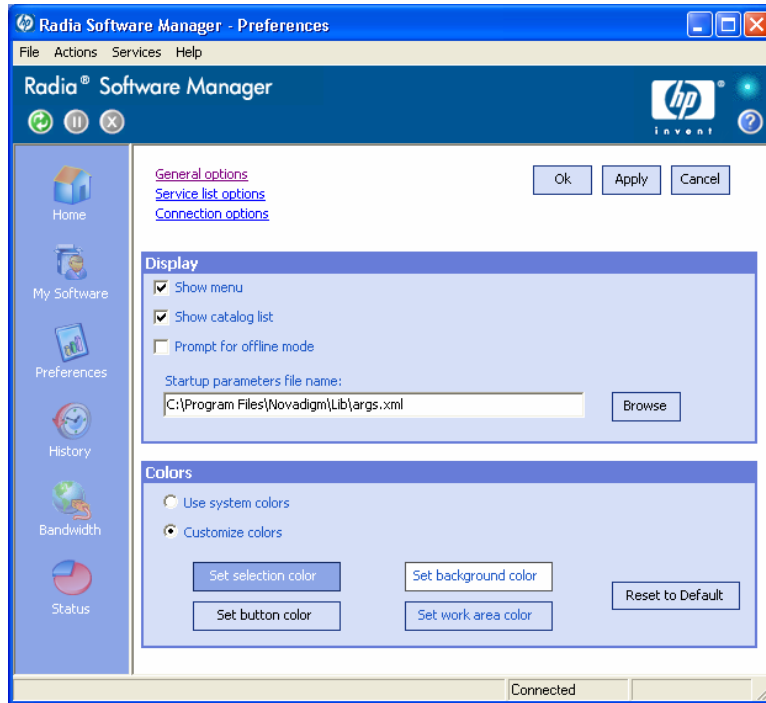 Radia Software Manager - Preferences
File Actions Services Help
Radia® Software Manager
hp®
invent
Home
My Software
Preferences
History
Bandwidth
Status
General options
Service list options
Connection options
Ok Apply Cancel
Display
Show menu
Show catalog list
Prompt for offline mode
Startup parameters file name:
C:\Program Files\Novadigm\Lib\args.xml Browse
Colors
Use system colors
Customize colors
Set selection color Set background color
Set button color Set work area color
Reset to Default
Connected